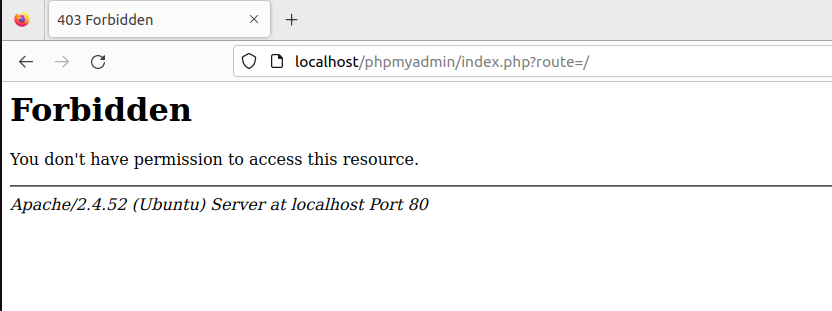 403 Forbidden
localhost/phpmyadmin/index.php?route=/
Forbidden
You don't have permission to access this resource.
Apache/2.4.52 (Ubuntu) Server at localhost Port 80